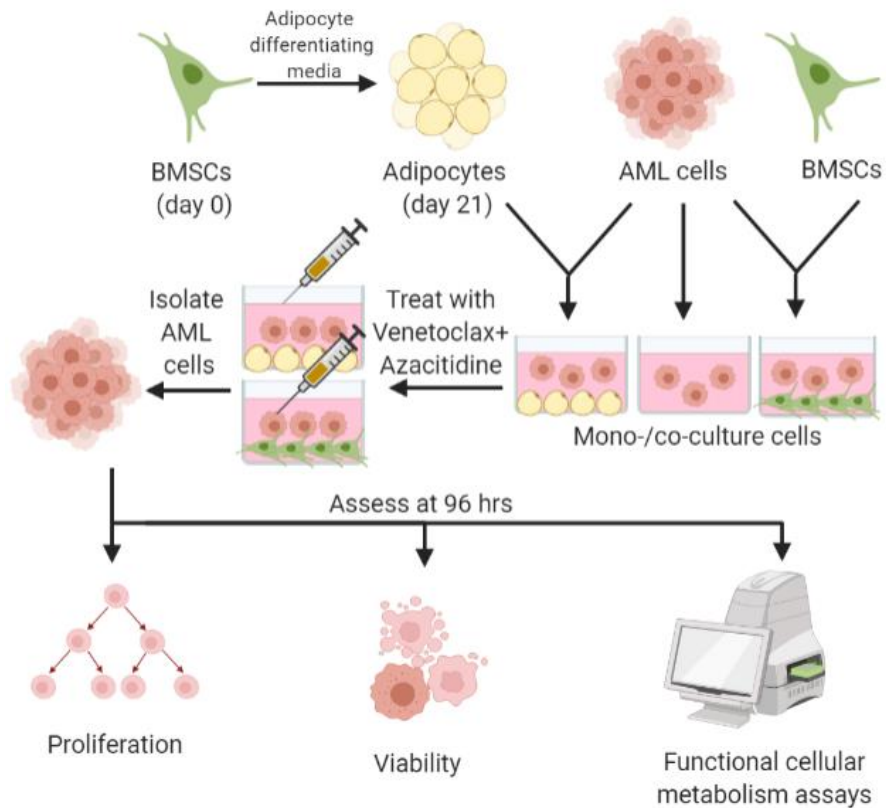 Adipocyte
differentiating
media
BMSCs
(day 0)
Adipocytes
(day 21)
AML cells
BMSCs
Isolate
AML
cells
Treat with
Venetoclax+
Azacitidine
Mono-/co-culture cells
Assess at 96 hrs
Proliferation
Viability
Functional cellular
metabolism assays